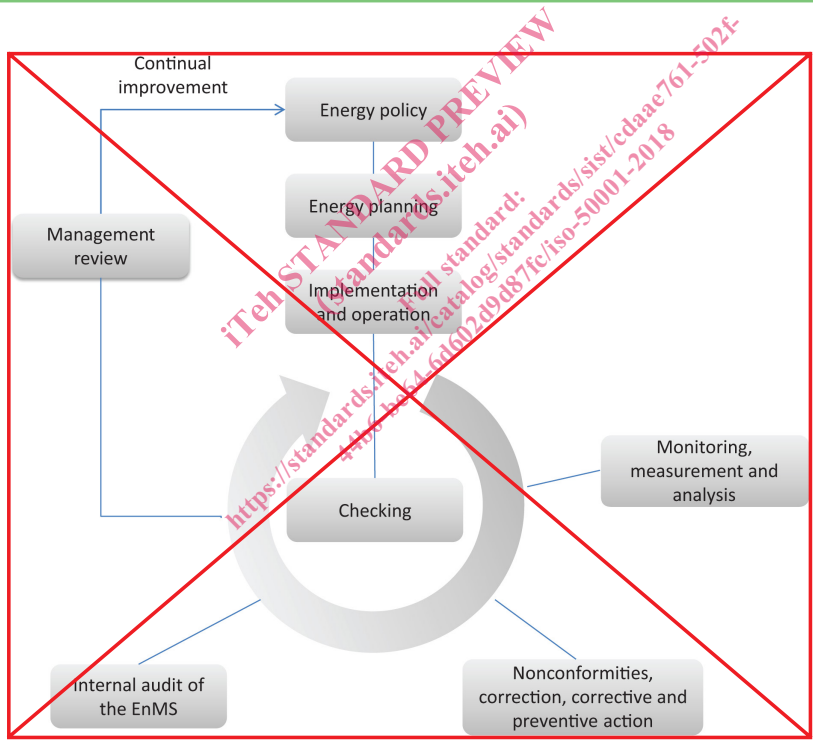 Continual
improvement
Energy policy
Energy planning
Management
review
Implementation
and operation
Monitoring,
measurement and
analysis
Checking
Internal audit of
the EnMS
Nonconformities,
correction, corrective and
preventive action
iTeh STANDARD PREVIEW
(standards.iteh.ai)
Full standard:
https://standards.iteh.ai/catalog/standards/sist/cdaae761-502f-
44b6-be64-6d602d9d87fc/iso-50001-2018